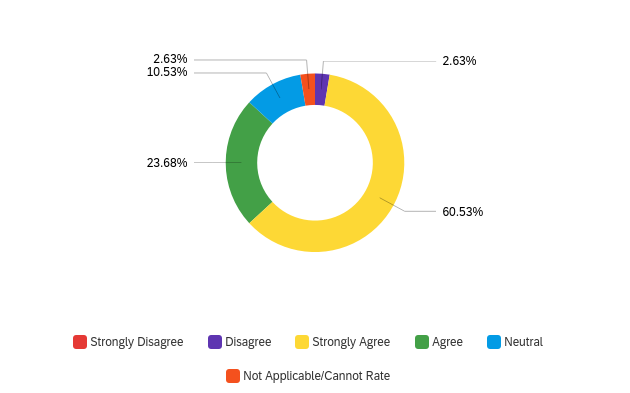 2.63%
2.63%
10.53%
23.68%
60.53%
Strongly Disagree Disagree Strongly Agree Agree Neutral
Not Applicable/Cannot Rate